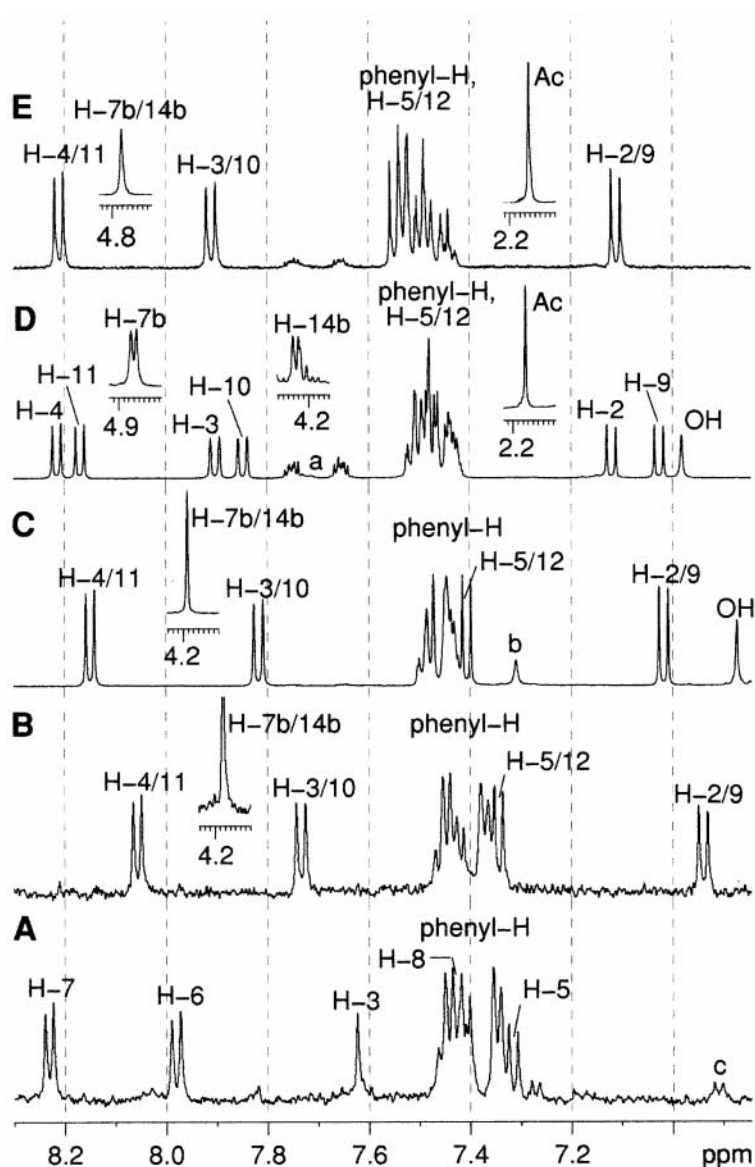 E
H-4/11
H-7b/14b
4.8
H-3/10
phenyl-H,
H-5/12
Ac
2.2
H-2/9
D
H-4
H-11
H-7b
4.9
H-3
H-10
H-14b
4.2
a
phenyl-H,
H-5/12
Ac
2.2
H-2
H-9
OH
C
H-4/11
H-7b/14b
4.2
H-3/10
phenyl-H
H-5/12
b
H-2/9
OH
B
H-4/11
H-7b/14b
4.2
H-3/10
phenyl-H
H-5/12
H-2/9
A
H-7
H-6
H-3
phenyl-H
H-8
H-5
c
8.2 8.0 7.8 7.6 7.4 7.2 ppm